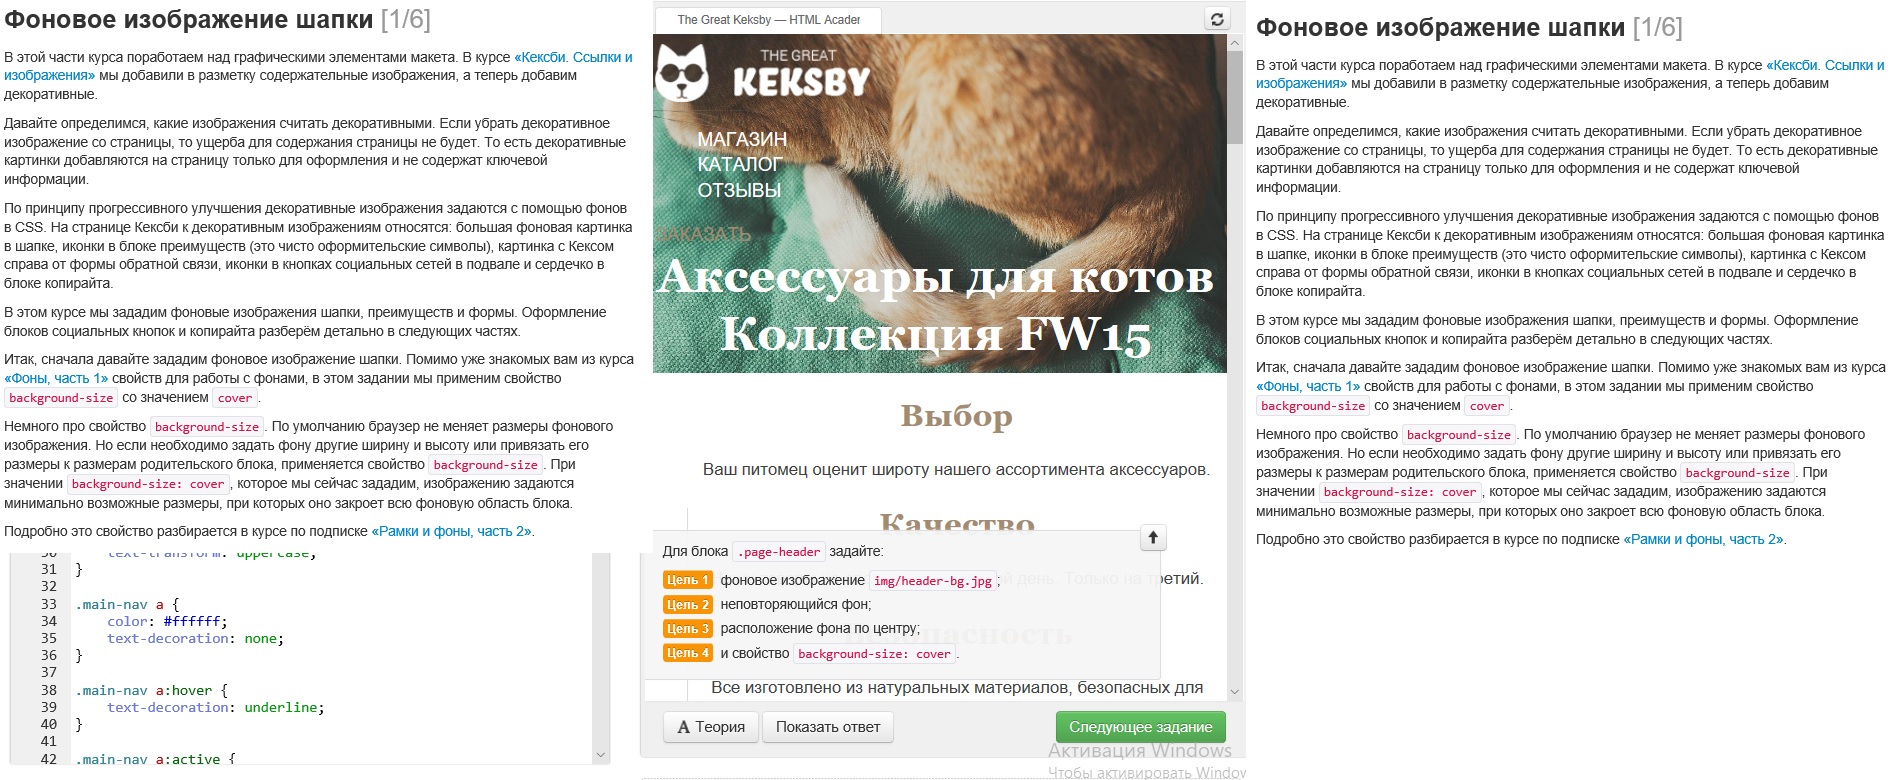 Фоновое изображение шапки [1/6]
В этой части курса поработаем над графическими элементами макета. В курсе «Кексби. Ссылки и
изображения» мы добавили в разметку содержательные изображения, а теперь добавим
декоративные.
Давайте определимся, какие изображения считать декоративными. Если убрать декоративное
изображение со страницы, то ущерба для содержания страницы не будет. То есть декоративные
картинки добавляются на страницу только для оформления и не содержат ключевой
информации.
По принципу прогрессивного улучшения декоративные изображения задаются с помощью фонов
в CSS. На странице Кексби к декоративным изображениям относятся: большая фоновая картинка
в шапке, иконки в блоке преимуществ (это чисто оформительские символы), картинка с Кексом
справа от формы обратной связи, иконки в кнопках социальных сетей в подвале и сердечко в
блоке копирайта.
В этом курсе мы зададим фоновые изображения шапки, преимуществ и формы. Оформление
блоков социальных кнопок и копирайта разберём детально в следующих частях.
Итак, сначала давайте зададим фоновое изображение шапки. Помимо уже знакомых вам из курса
«Фоны, часть 1» свойств для работы с фонами, в этом задании мы применим свойство
background-size со значением cover.
Немного про свойство background-size. По умолчанию браузер не меняет размеры фонового
изображения. Но если необходимо задать фону другие ширину и высоту или привязать его
размеры к размерам родительского блока, применяется свойство background-size. При
значении background-size: cover, которое мы сейчас зададим, изображению задаются
минимально возможные размеры, при которых оно закроет всю фоновую область блока.
Подробно это свойство разбирается в курсе по подписке «Рамки и фоны, часть 2».
30 text-transform: uppercase;
31 }
32
33 .main-nav a {
34 color: #ffffff;
35 text-decoration: none;
36 }
37
38 .main-nav a:hover {
39 text-decoration: underline;
40 }
41
42 .main-nav a:active {
The Great Keksby — HTML Acader
THE GREAT
KEKSBY
МАГАЗИН
КАТАЛОГ
ОТЗЫВЫ
ЗАКАЗАТЬ
Аксессуары для котов
Коллекция FW15
Выбор
Ваш питомец оценит широту нашего ассортимента аксессуаров.
Качество
день. Только на третий.
Для блока .page-header задайте:
Цель 1 фоновое изображение img/header-bg.jpg;
Цель 2 неповторяющийся фон;
Цель 3 расположение фона по центру;
Безопасность
Цель 4 и свойство background-size: cover.
Все изготовлено из натуральных материалов, безопасных для
Теория Показать ответ Следующее задание
Активация Windows
Чтобы активировать Window
Фоновое изображение шапки [1/6]
В этой части курса поработаем над графическими элементами макета. В курсе «Кексби. Ссылки и
изображения» мы добавили в разметку содержательные изображения, а теперь добавим
декоративные.
Давайте определимся, какие изображения считать декоративными. Если убрать декоративное
изображение со страницы, то ущерба для содержания страницы не будет. То есть декоративные
картинки добавляются на страницу только для оформления и не содержат ключевой
информации.
По принципу прогрессивного улучшения декоративные изображения задаются с помощью фонов
в CSS. На странице Кексби к декоративным изображениям относятся: большая фоновая картинка
в шапке, иконки в блоке преимуществ (это чисто оформительские символы), картинка с Кексом
справа от формы обратной связи, иконки в кнопках социальных сетей в подвале и сердечко в
блоке копирайта.
В этом курсе мы зададим фоновые изображения шапки, преимуществ и формы. Оформление
блоков социальных кнопок и копирайта разберём детально в следующих частях.
Итак, сначала давайте зададим фоновое изображение шапки. Помимо уже знакомых вам из курса
«Фоны, часть 1» свойств для работы с фонами, в этом задании мы применим свойство
background-size со значением cover.
Немного про свойство background-size. По умолчанию браузер не меняет размеры фонового
изображения. Но если необходимо задать фону другие ширину и высоту или привязать его
размеры к размерам родительского блока, применяется свойство background-size. При
значении background-size: cover, которое мы сейчас зададим, изображению задаются
минимально возможные размеры, при которых оно закроет всю фоновую область блока.
Подробно это свойство разбирается в курсе по подписке «Рамки и фоны, часть 2».